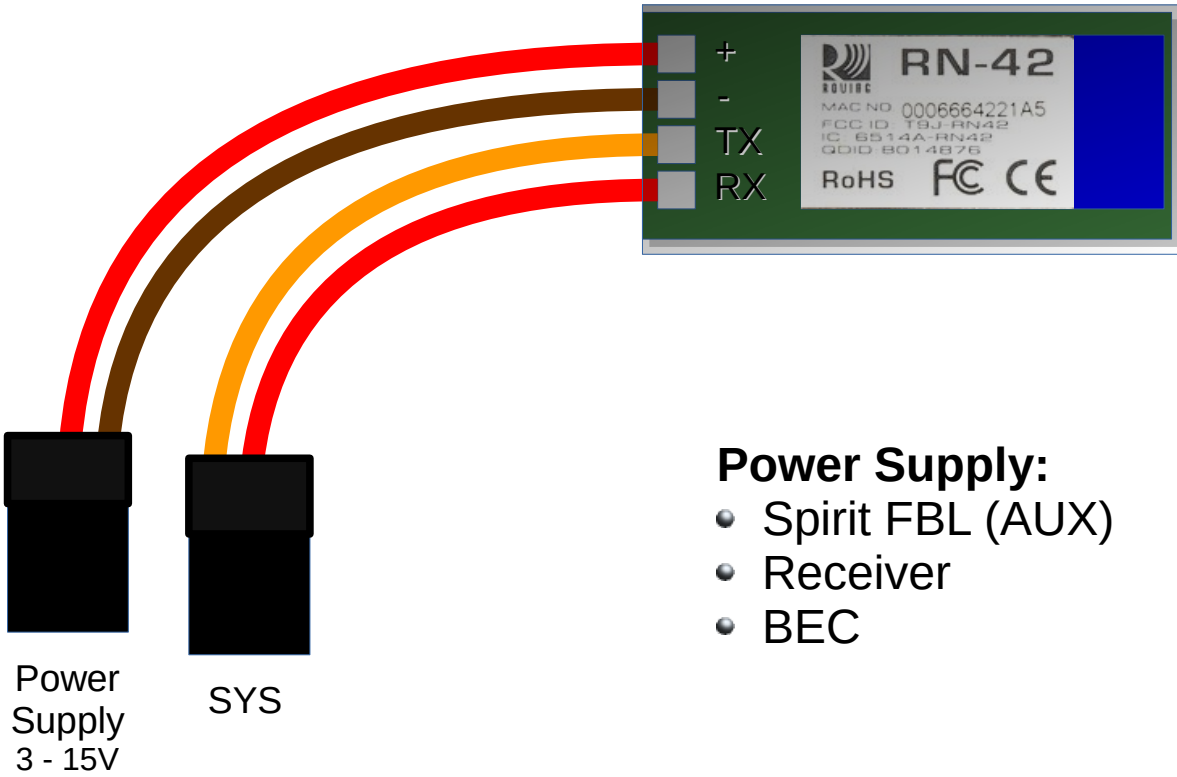 +
-
TX
RX
ROVING
RN-42
MAC NO 0006664221A5
FCC ID: T9J-RN42
IC: 6514A-RN42
QDID: B014876
RoHS FC CE
Power Supply:
Spirit FBL (AUX)
Receiver
BEC
Power
Supply
3 - 15V
SYS